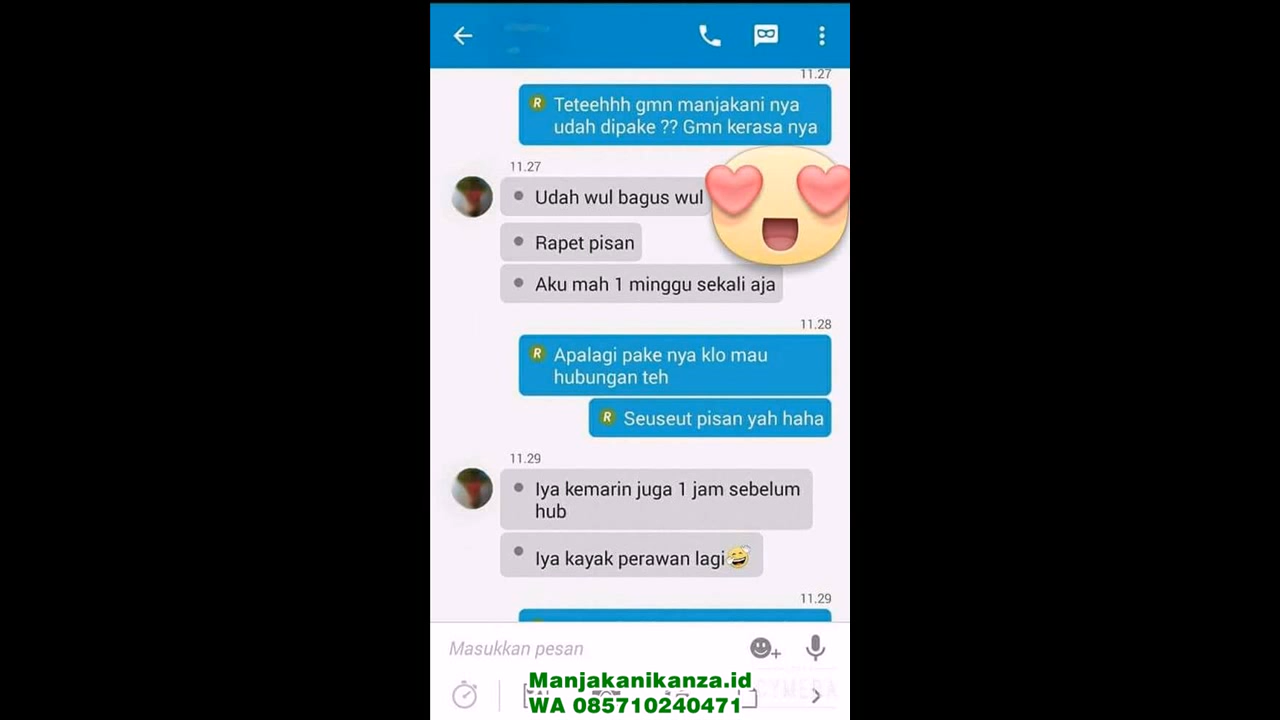 11.27
R Teteehhh gmn manjakani nya
udah dipake ?? Gmn kerasa nya
11.27
Udah wul bagus wul
Rapet pisan
Aku mah 1 minggu sekali aja
11.28
R Apalagi pake nya klo mau
hubungan teh
R Seuseut pisan yah haha
11.29
Iya kemarin juga 1 jam sebelum
hub
Iya kayak perawan lagi
11.29
Masukkan pesan
Manjakanikanza.id
WA 085710240471
CYMERA